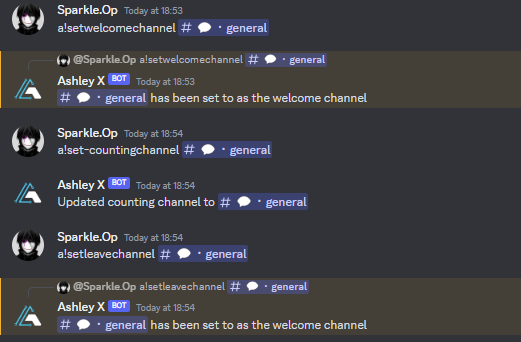 Sparkle.Op Today at 18:53
a!setwelcomechannel # 💬・general
@Sparkle.Op a!setwelcomechannel # 💬・general
Ashley X BOT Today at 18:53
# 💬・general has been set to as the welcome channel
Sparkle.Op Today at 18:54
a!set-countingchannel # 💬・general
Ashley X BOT Today at 18:54
Updated counting channel to # 💬・general
Sparkle.Op Today at 18:54
a!setleavechannel # 💬・general
@Sparkle.Op a!setleavechannel # 💬・general
Ashley X BOT Today at 18:54
# 💬・general has been set to as the welcome channel